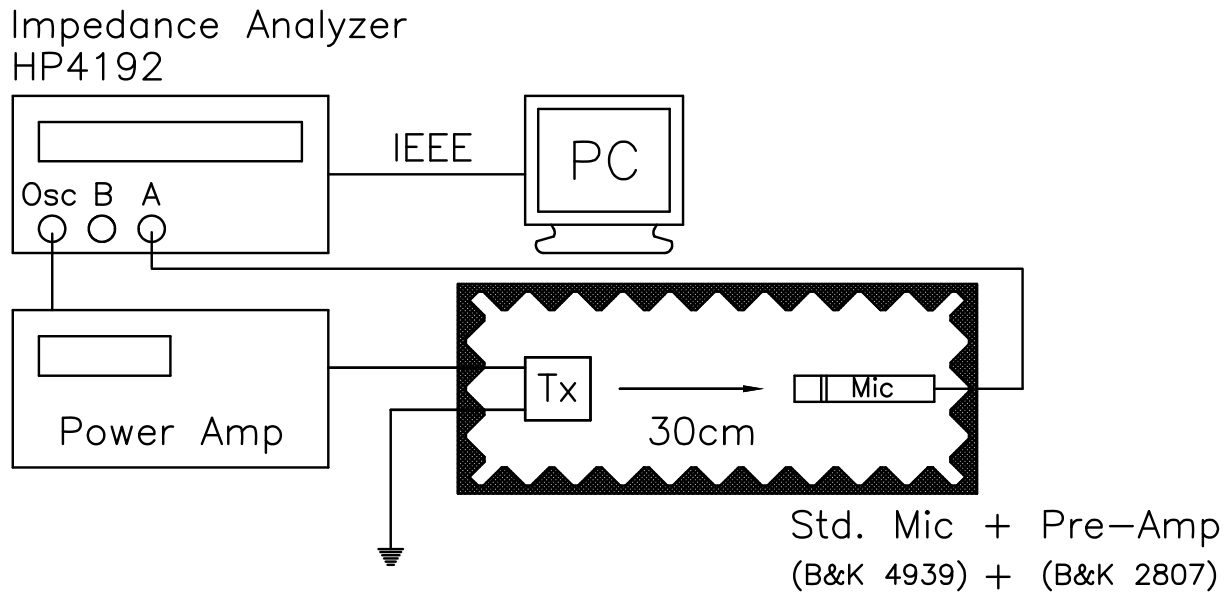 Impedance Analyzer
HP4192
IEEE
PC
Osc B A
Tx
Mic
30cm
Power Amp
Std. Mic + Pre-Amp
(B&K 4939) + (B&K 2807)